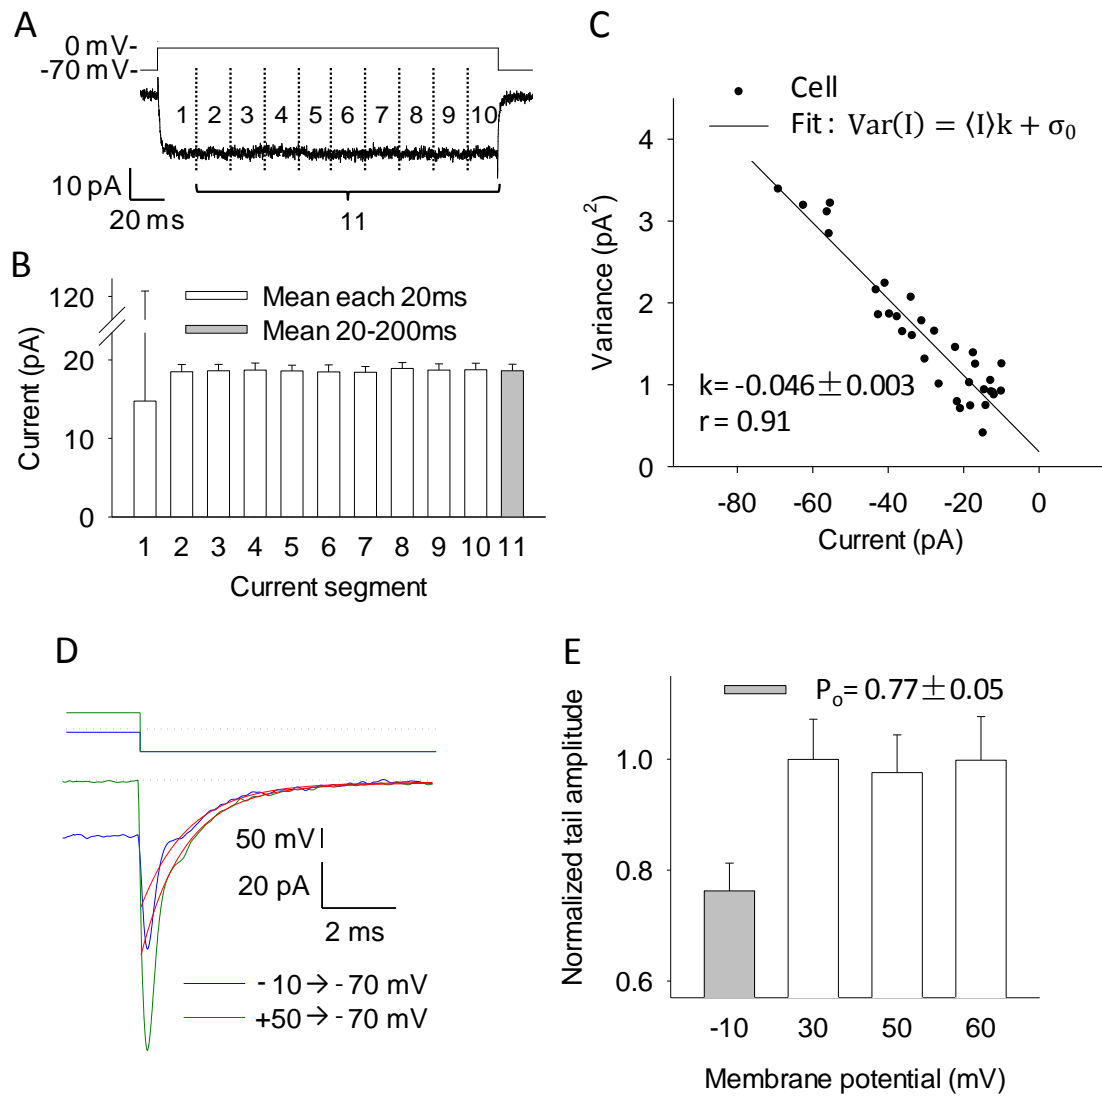 A
0 mV-
-70 mV-
1 2 3 4 5 6 7 8 9 10
10 pA
20 ms
11
B
Current (pA)
120
20
10
0
Mean each 20ms
Mean 20-200ms
1 2 3 4 5 6 7 8 9 10 11
Current segment
C
Cell
Fit : Var(I) = ⟨I⟩k + σ₀
Variance (pA²)
4
3
2
1
0
k= -0.046 ± 0.003
r = 0.91
-80 -60 -40 -20 0
Current (pA)
D
50 mV
20 pA
2 ms
- 10 → - 70 mV
+50 → - 70 mV
E
Normalized tail amplitude
Pₒ= 0.77 ± 0.05
1.0
0.8
0.6
-10 30 50 60
Membrane potential (mV)